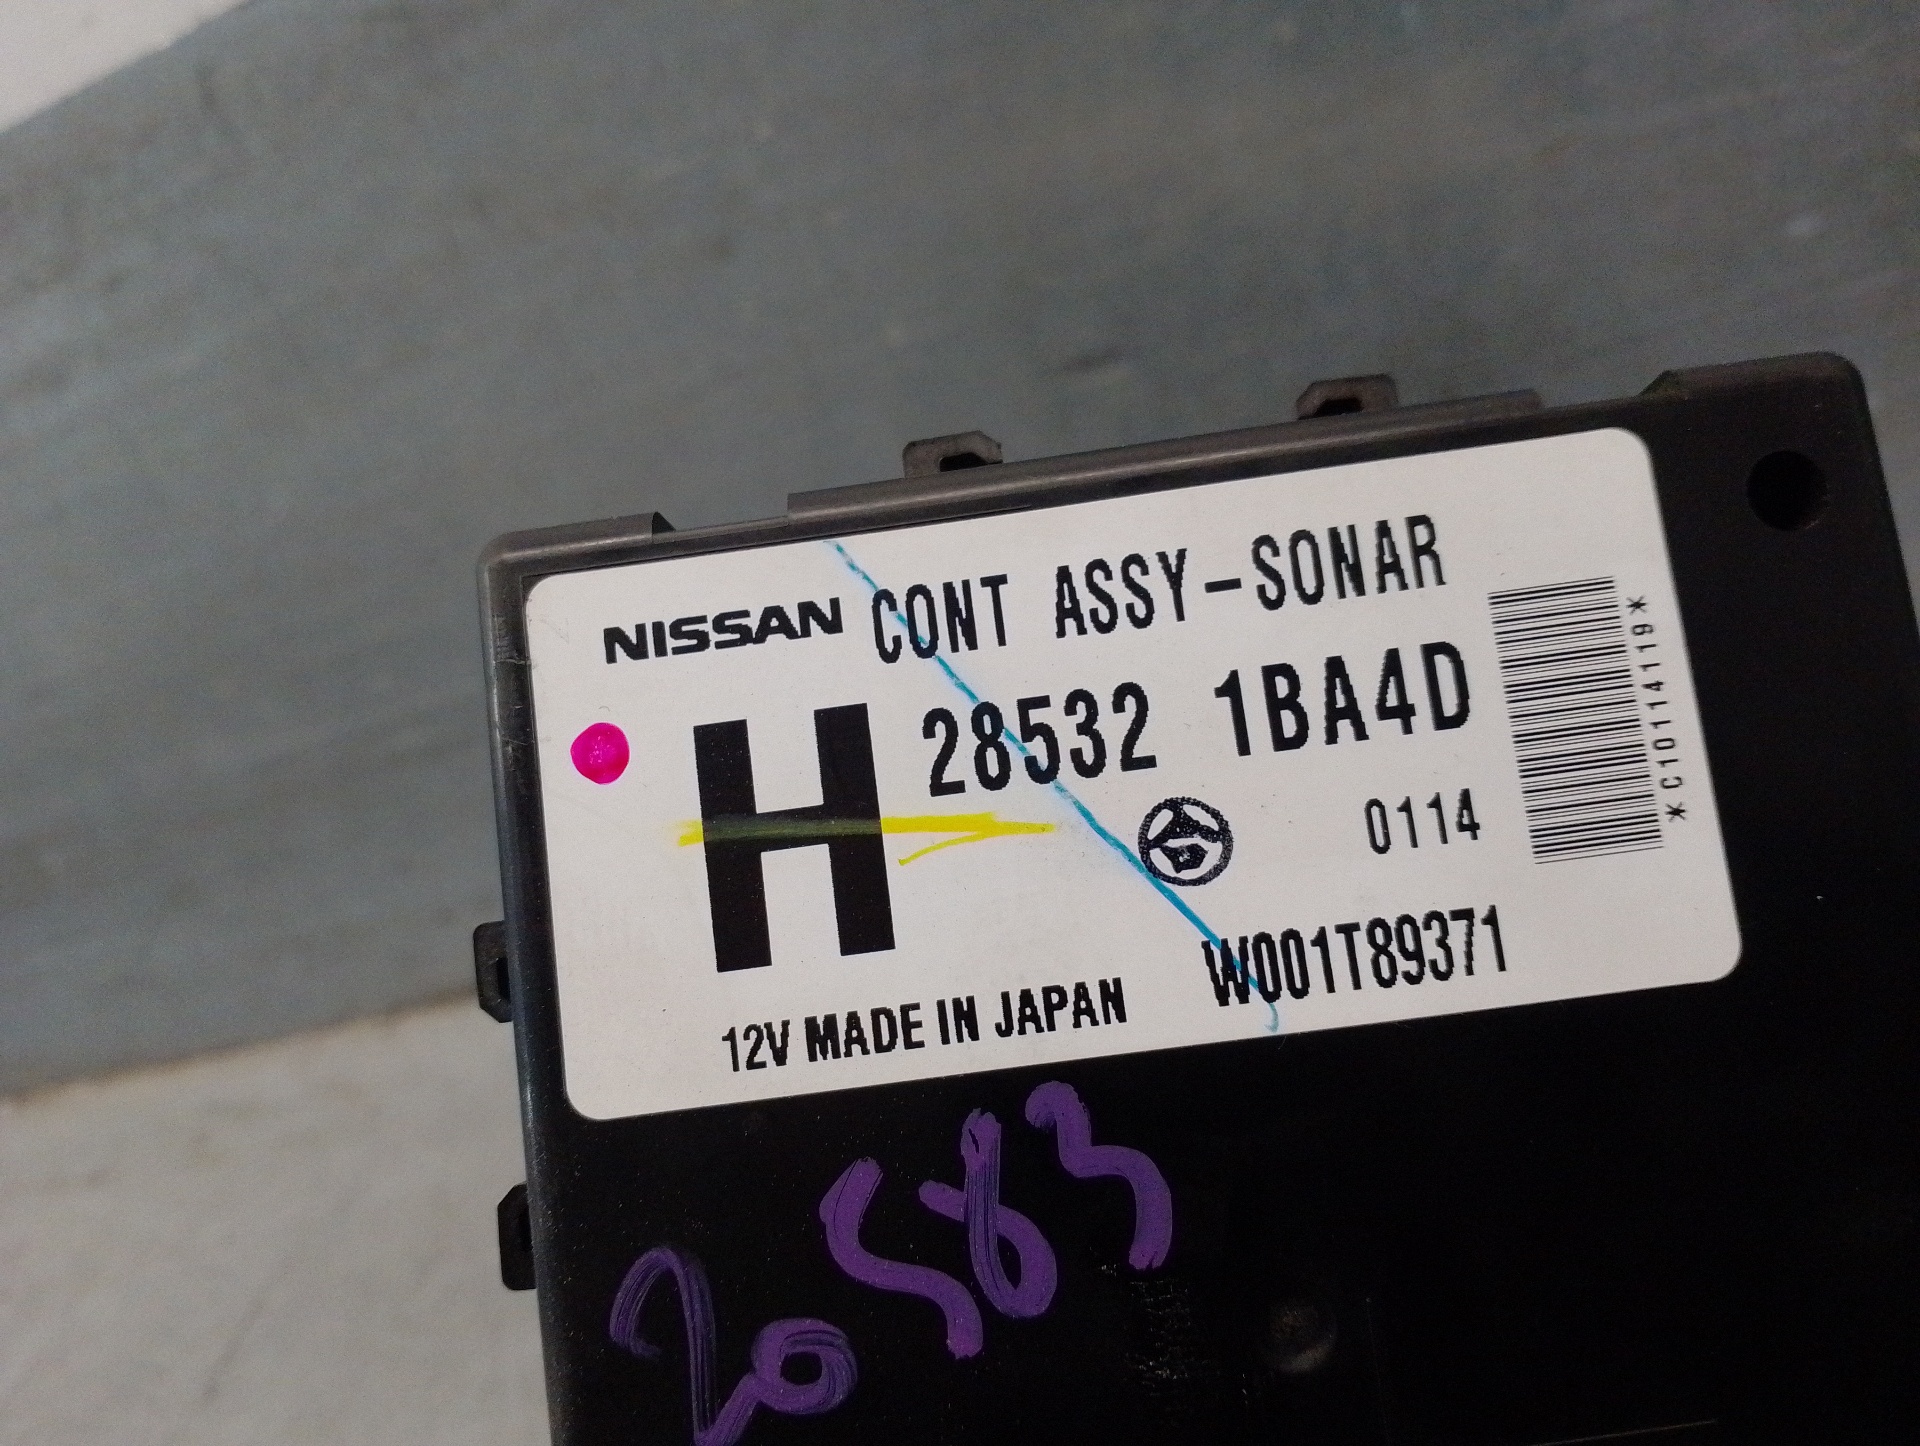 NISSAN CONT ASSY-SONAR
H 28532 1BA4D
0114
*C10114119*
W001T89371
12V MADE IN JAPAN
20583